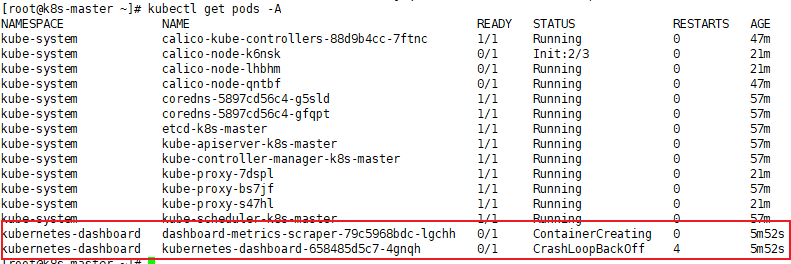 [root@k8s-master ~]# kubectl get pods -A
NAMESPACE NAME READY STATUS RESTARTS AGE
kube-system calico-kube-controllers-88d9b4cc-7ftnc 1/1 Running 0 47m
kube-system calico-node-k6nsk 0/1 Init:2/3 0 21m
kube-system calico-node-lhbhm 0/1 Running 0 21m
kube-system calico-node-qntbf 0/1 Running 0 47m
kube-system coredns-5897cd56c4-g5sld 1/1 Running 0 57m
kube-system coredns-5897cd56c4-gfqpt 1/1 Running 0 57m
kube-system etcd-k8s-master 1/1 Running 0 57m
kube-system kube-apiserver-k8s-master 1/1 Running 0 57m
kube-system kube-controller-manager-k8s-master 1/1 Running 0 57m
kube-system kube-proxy-7dspl 1/1 Running 0 21m
kube-system kube-proxy-bs7jf 1/1 Running 0 57m
kube-system kube-proxy-s47hl 1/1 Running 0 21m
kube-system kube-scheduler-k8s-master 1/1 Running 0 57m
kubernetes-dashboard dashboard-metrics-scraper-79c5968bdc-lgchh 0/1 ContainerCreating 0 5m52s
kubernetes-dashboard kubernetes-dashboard-658485d5c7-4gnqh 0/1 CrashLoopBackOff 4 5m52s
[root@k8s-master ~]#